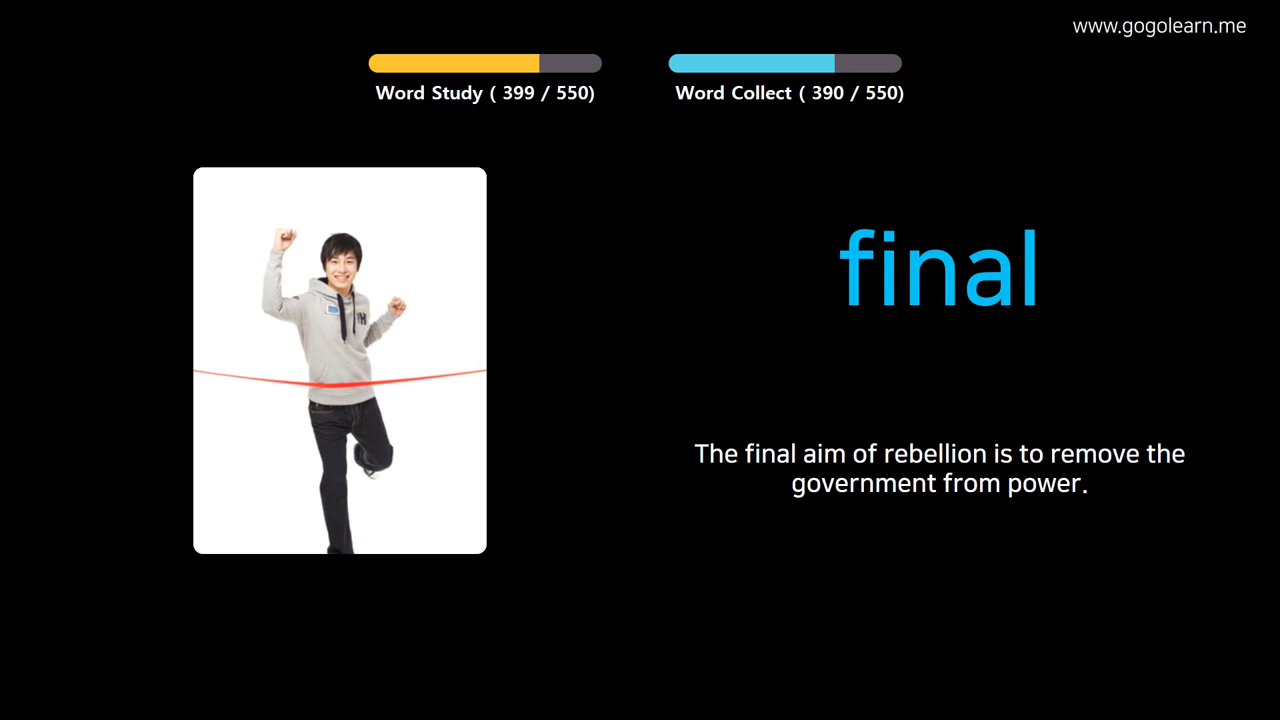 www.gogolearn.me
Word Study ( 399 / 550)
Word Collect ( 390 / 550)
final
The final aim of rebellion is to remove the
government from power.